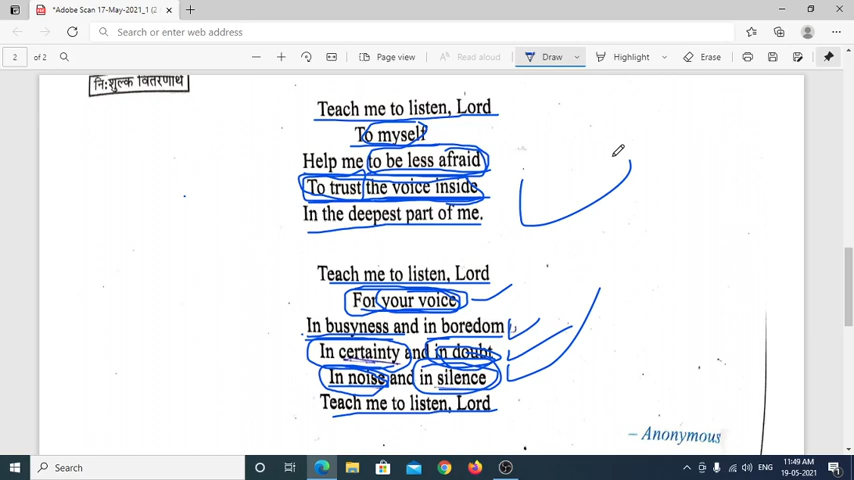 *Adobe Scan 17-May-2021_1 (2
Search or enter web address
2 of 2
Page view
Read aloud
Draw
Highlight
Erase
नि:शुल्क वितरणार्थ
Teach me to listen, Lord
To myself
Help me to be less afraid
To trust the voice inside
In the deepest part of me.
Teach me to listen, Lord
For your voice
In busyness and in boredom
In certainty and in doubt
In noise and in silence
Teach me to listen, Lord
– Anonymous
Search
ENG
11:49 AM
19-05-2021